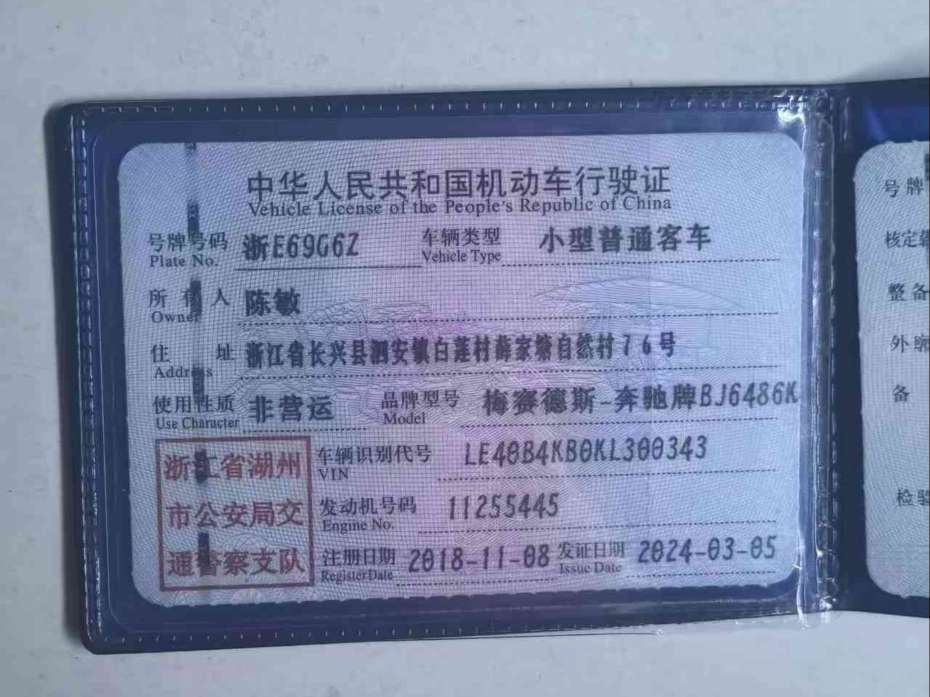 中华人民共和国机动车行驶证
Vehicle License of the People's Republic of China
号牌号码 浙E69G6Z 车辆类型 小型普通客车
Plate No. Vehicle Type
所有人 陈敏
Owner
住址 浙江省长兴县泗安镇白莲村薛家塘自然村76号
Address
使用性质 非营运 品牌型号 梅赛德斯-奔驰牌BJ6486K
Use Character Model
浙江省湖州
市公安局交
通警察支队
车辆识别代号 LE40B4KB0KL300343
VIN
发动机号码 11255445
Engine No.
注册日期 2018-11-08 发证日期 2024-03-05
Register Date Issue Date
号牌
核定
整备
外廓
备
检验